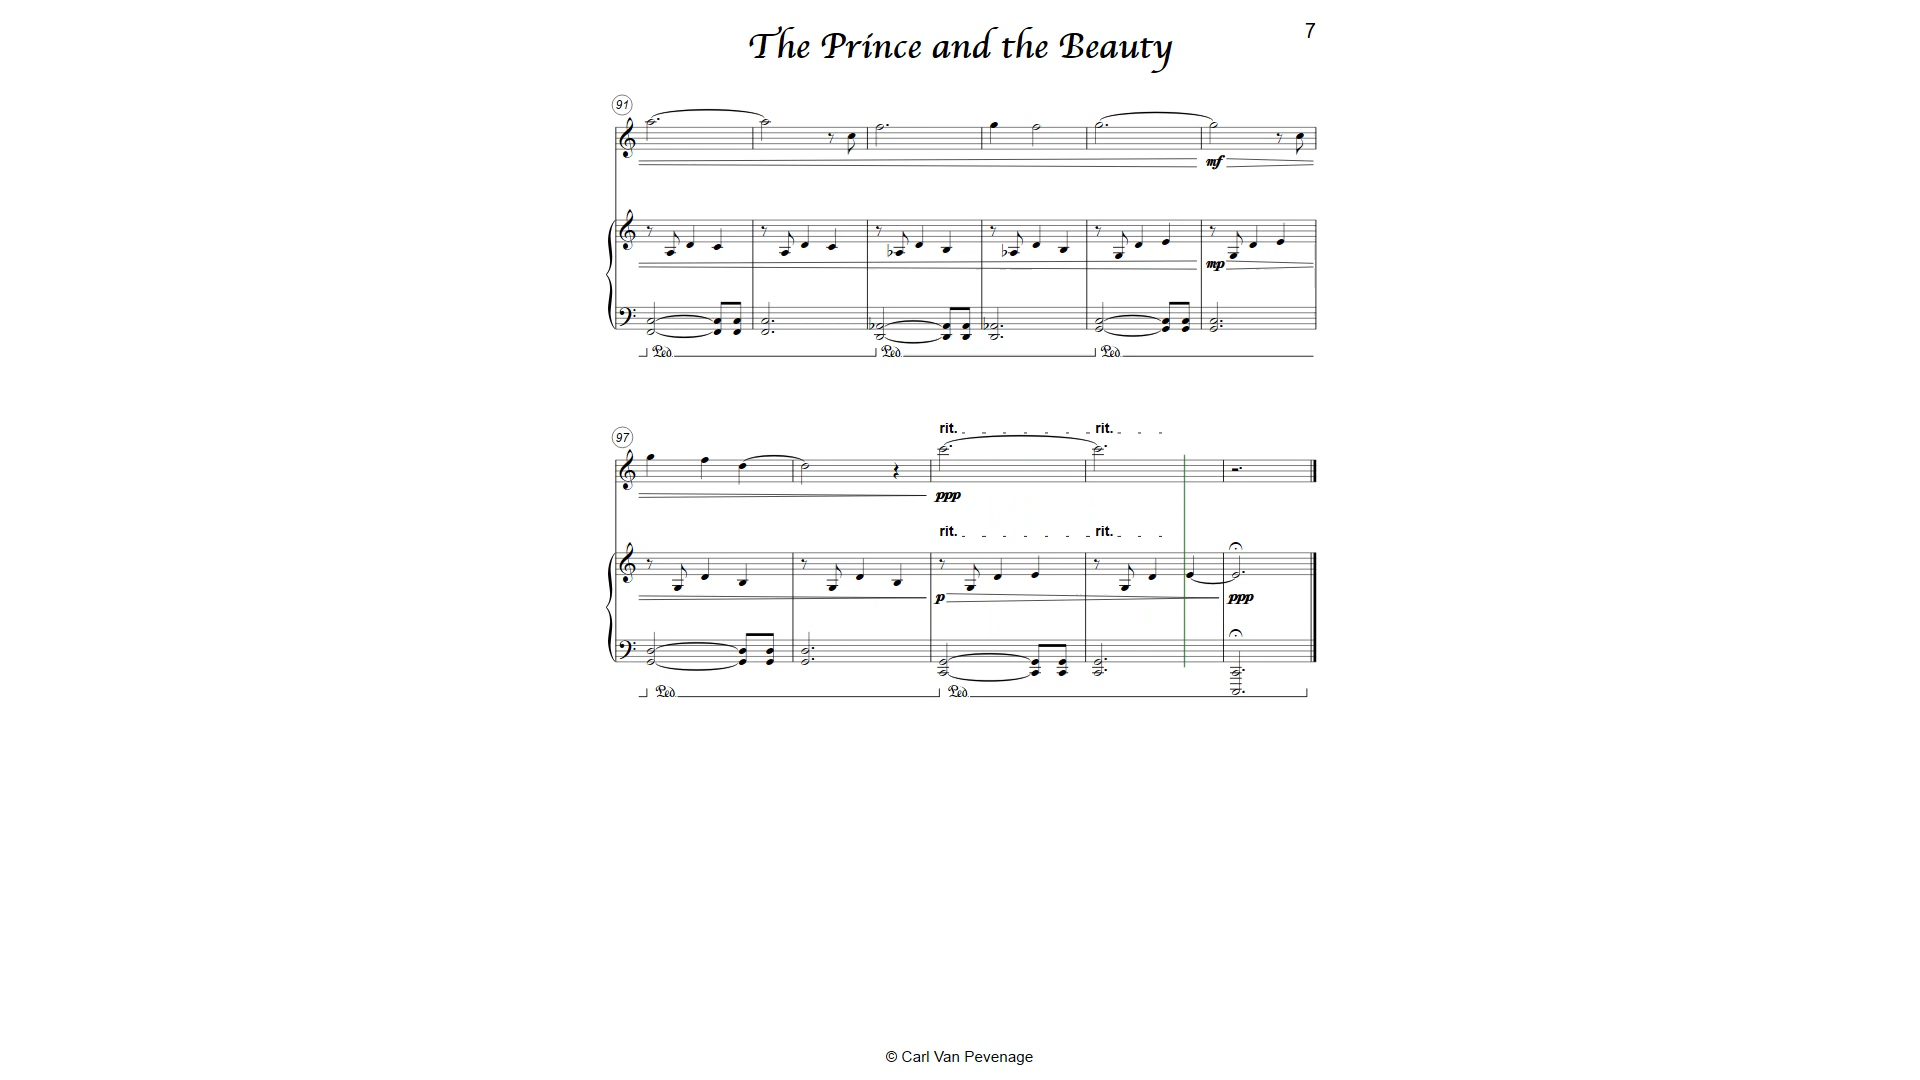 7
The Prince and the Beauty
91
mf
mp
Ped. Ped. Ped.
97
rit. rit.
ppp
rit. rit.
p ppp
Ped. Ped.
© Carl Van Pevenage